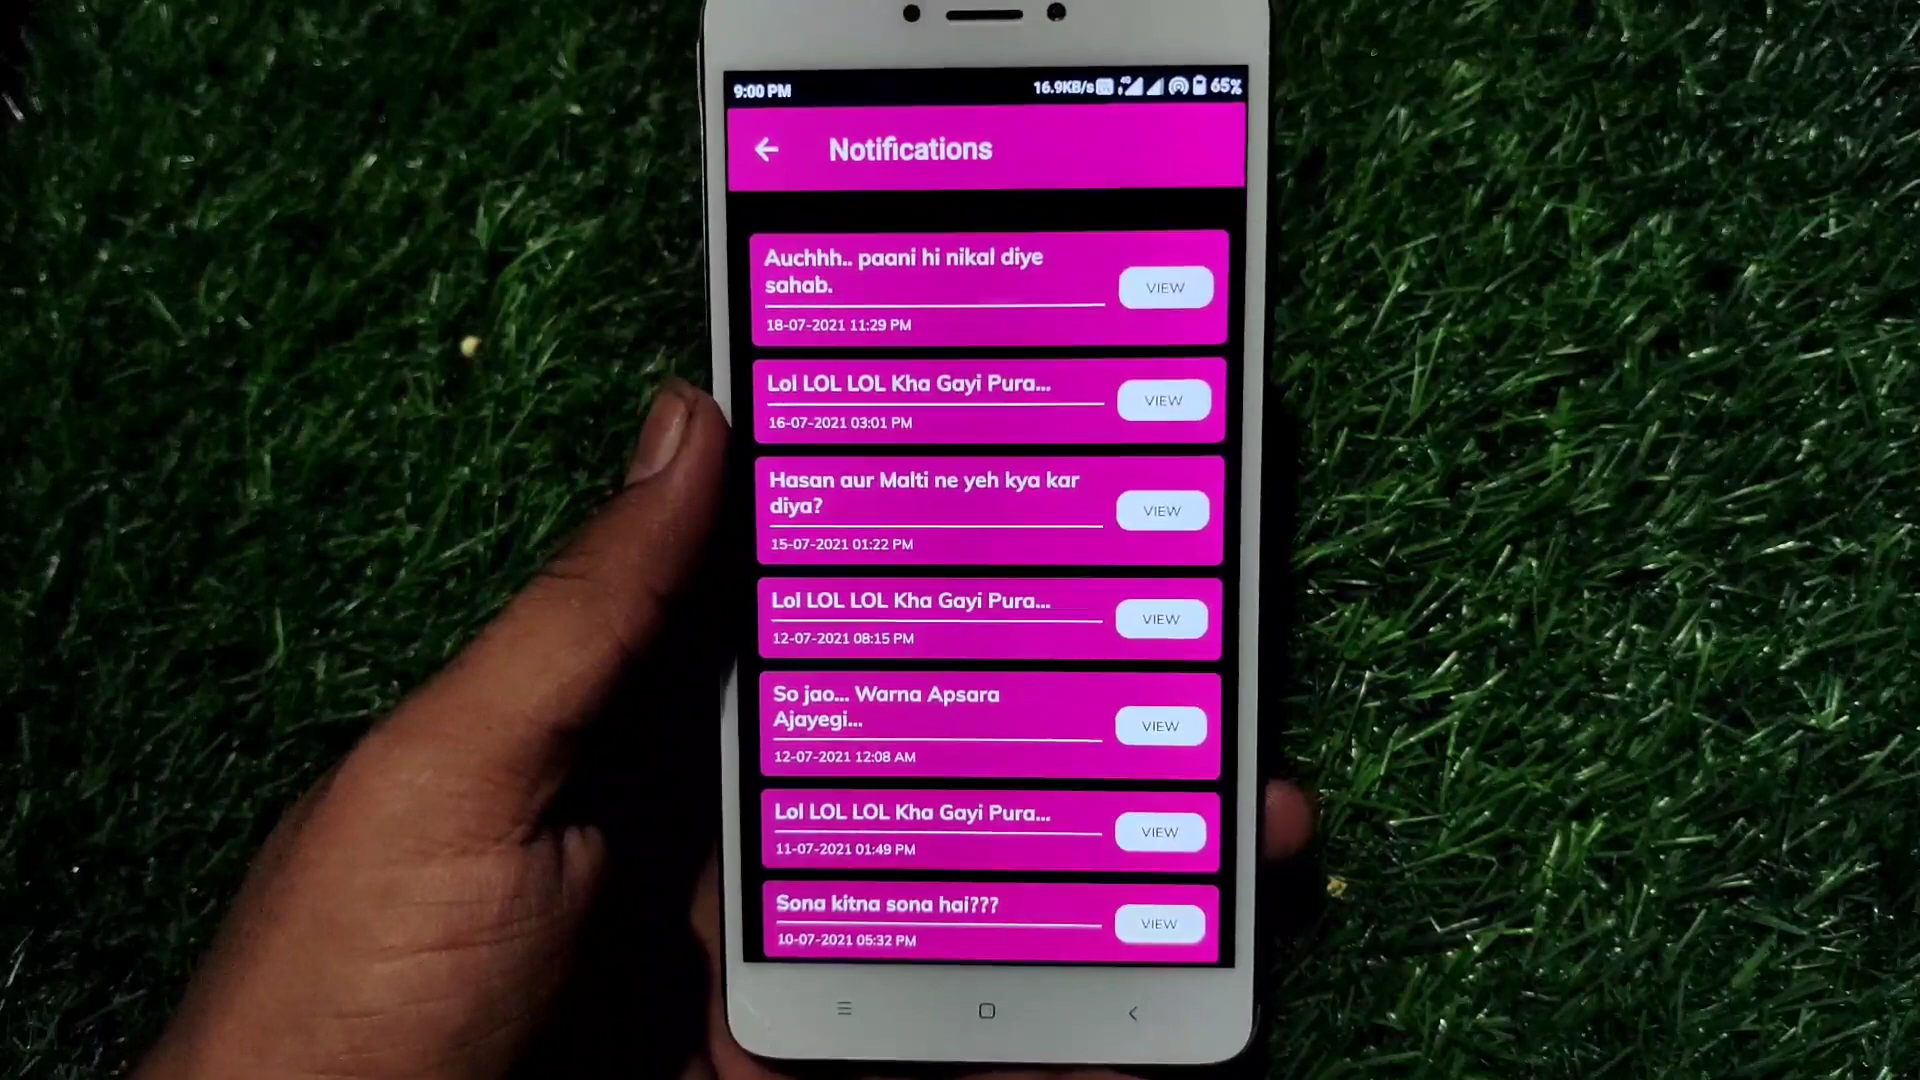 9:00 PM 16.9KB/s 4G 65%
Notifications
Auchhh.. paani hi nikal diye
sahab.
VIEW
18-07-2021 11:29 PM
Lol LOL LOL Kha Gayi Pura...
VIEW
16-07-2021 03:01 PM
Hasan aur Malti ne yeh kya kar
diya?
VIEW
15-07-2021 01:22 PM
Lol LOL LOL Kha Gayi Pura...
VIEW
12-07-2021 08:15 PM
So jao... Warna Apsara
Ajayegi...
VIEW
12-07-2021 12:08 AM
Lol LOL LOL Kha Gayi Pura...
VIEW
11-07-2021 01:49 PM
Sona kitna sona hai???
VIEW
10-07-2021 05:32 PM